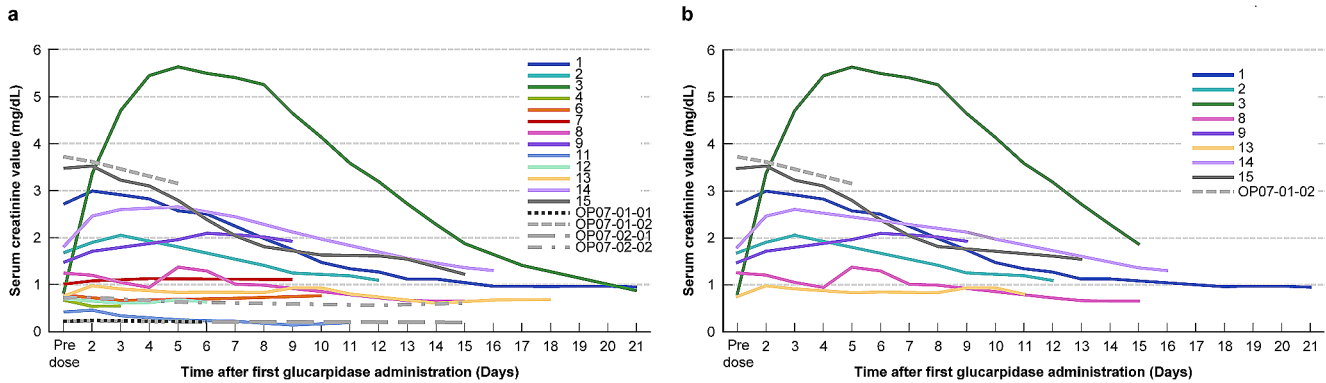 a
6
5
4
3
2
1
0
Serum creatinine value (mg/dL)
Pre dose 2 3 4 5 6 7 8 9 10 11 12 13 14 15 16 17 18 19 20 21
Time after first glucarpidase administration (Days)
1
2
3
4
6
7
8
9
11
12
13
14
15
OP07-01-01
OP07-01-02
OP07-02-01
OP07-02-02
b
6
5
4
3
2
1
0
Serum creatinine value (mg/dL)
Pre dose 2 3 4 5 6 7 8 9 10 11 12 13 14 15 16 17 18 19 20 21
Time after first glucarpidase administration (Days)
1
2
3
8
9
13
14
15
OP07-01-02